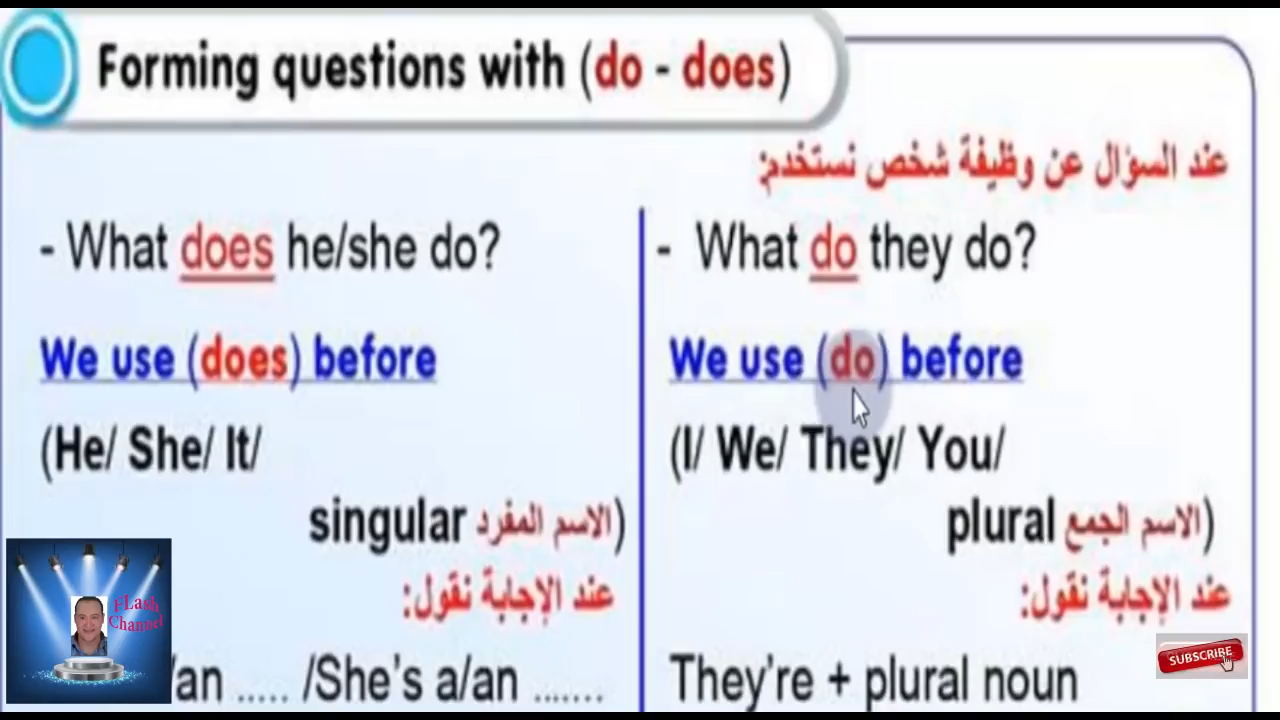 Forming questions with (do - does)
عند السؤال عن وظيفة شخص نستخدم:
- What does he/she do?
We use (does) before
(He/ She/ It/
singular الاسم المفرد)
عند الإجابة نقول:
/an ..... /She's a/an .......
- What do they do?
We use (do) before
(I/ We/ They/ You/
plural الاسم الجمع)
عند الإجابة نقول:
They're + plural noun
FLash
Channel
SUBSCRIBE